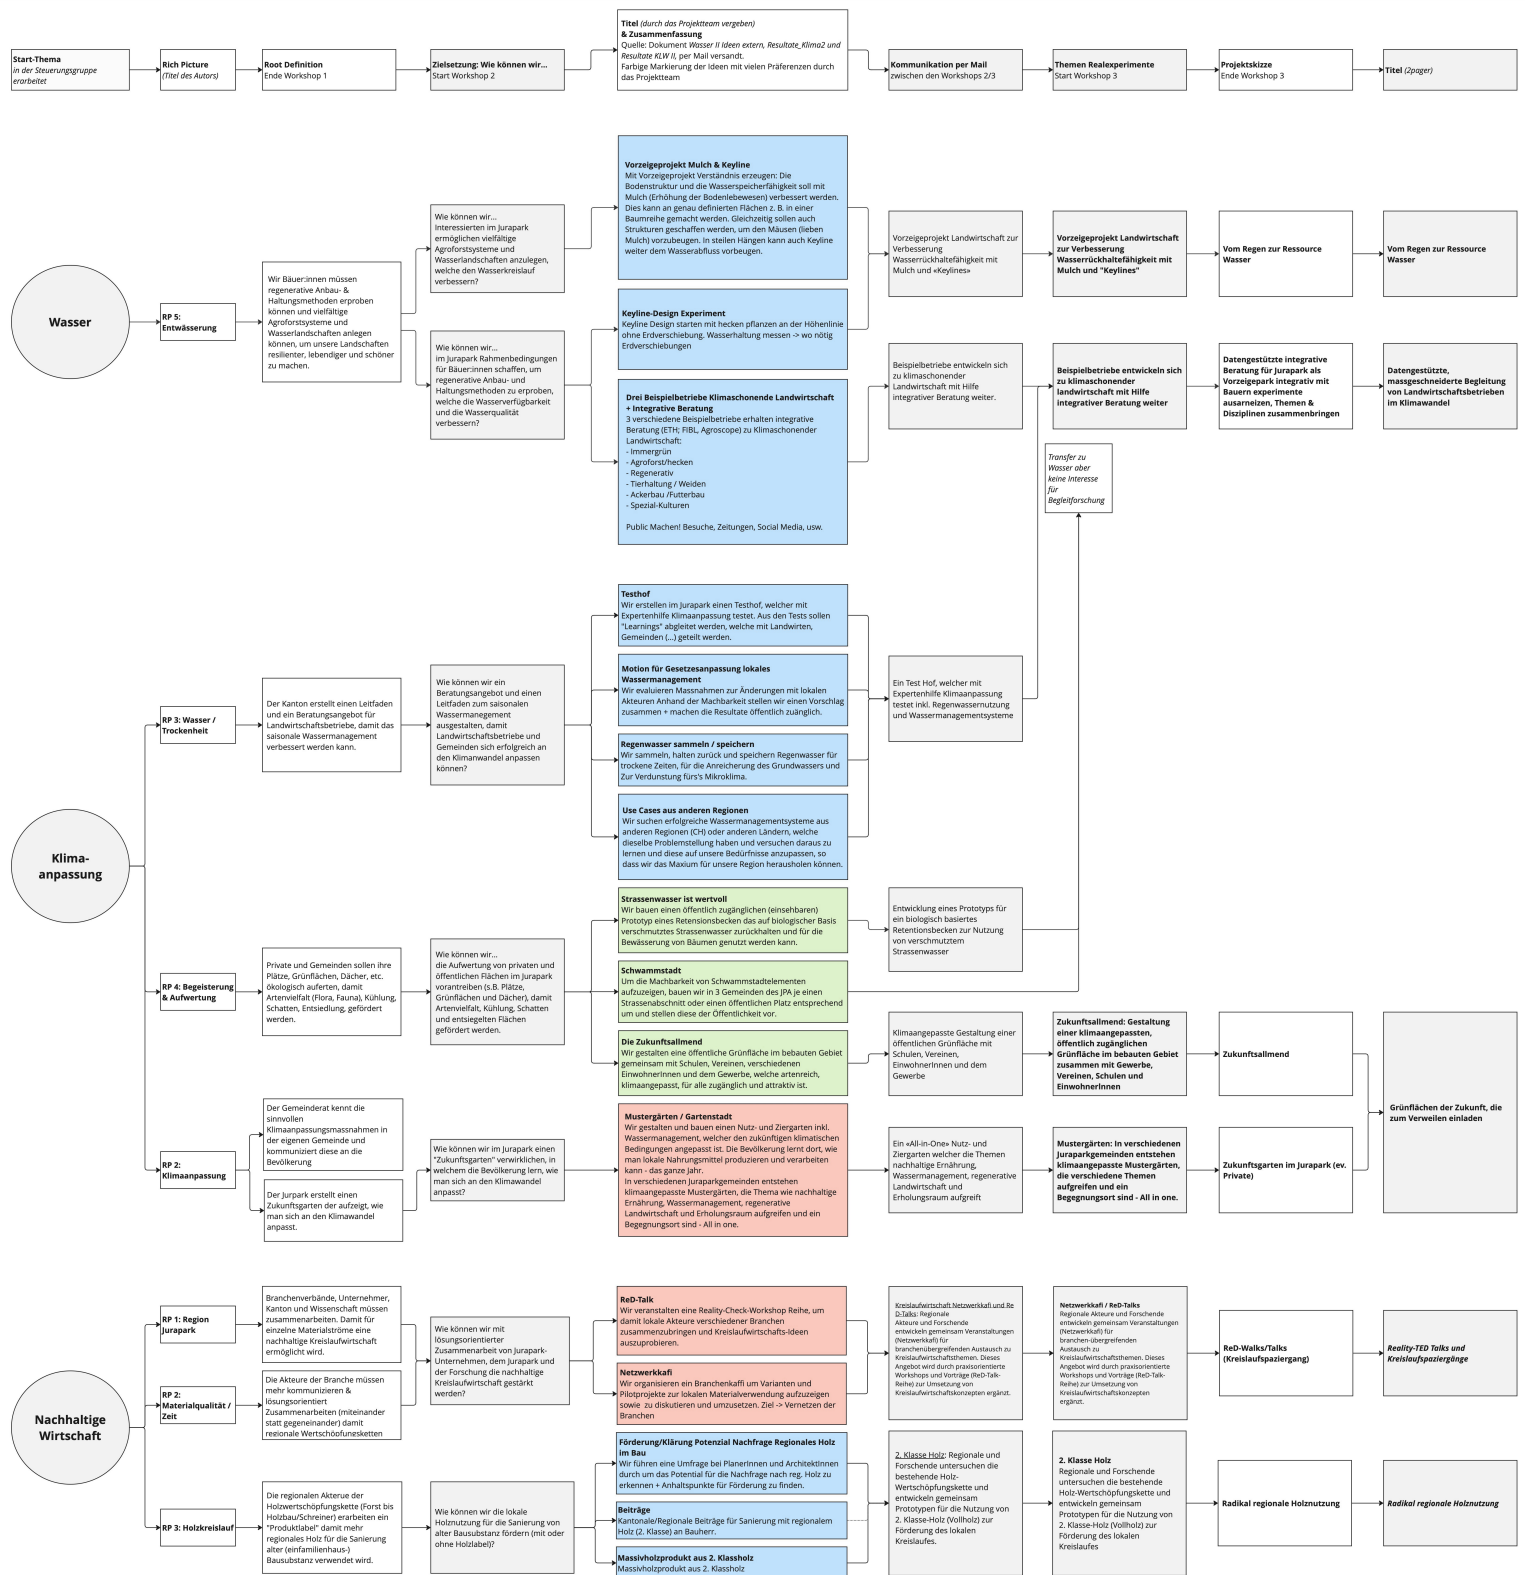 Start-Thema
in der Steuerungsgruppe
erarbeitet
Rich Picture
(Titel des Autors)
Root Definition
Ende Workshop 1
Zielsetzung: Wie können wir...
Start Workshop 2
Titel (durch das Projektteam vergeben)
& Zusammenfassung
Quelle: Dokument Wasser II Ideen extern, Resultate_Klima2 und
Resultate KLW II, per Mail versandt.
Farbige Markierung der Ideen mit vielen Präferenzen durch
das Projektteam
Kommunikation per Mail
zwischen den Workshops 2/3
Themen Realexperimente
Start Workshop 3
Projektskizze
Ende Workshop 3
Titel (2pager)
Wasser
RP 5:
Entwässerung
Wir Bäuer:innen müssen
regenerative Anbau- &
Haltungsmethoden erproben
können und vielfältige
Agroforstsysteme und
Wasserlandschaften anlegen
können, um unsere Landschaften
resilienter, lebendiger und schöner
zu machen.
Wie können wir...
Interessierten im Jurapark
ermöglichen vielfältige
Agroforstsysteme und
Wasserlandschaften anzulegen,
welche den Wasserkreislauf
verbessern?
Wie können wir...
im Jurapark Rahmenbedingungen
für Bäuer:innen schaffen, um
regenerative Anbau- und
Haltungsmethoden zu erproben,
welche die Wasserverfügbarkeit
und die Wasserqualität
verbessern?
Vorzeigeprojekt Mulch & Keyline
Mit Vorzeigeprojekt Verständnis erzeugen: Die
Bodenstruktur und die Wasserspeicherfähigkeit soll mit
Mulch (Erhöhung der Bodenlebewesen) verbessert werden.
Dies kann an genau definierten Flächen z. B. in einer
Baumreihe gemacht werden. Gleichzeitig sollen auch
Strukturen geschaffen werden, um den Mäusen (lieben
Mulch) vorzubeugen. In steilen Hängen kann auch Keyline
weiter dem Wasserabfluss vorbeugen.
Keyline-Design Experiment
Keyline Design starten mit hecken pflanzen an der Höhenlinie
ohne Erdverschiebung. Wasserhaltung messen -> wo nötig
Erdverschiebungen
Drei Beispielbetriebe Klimaschonende Landwirtschaft
+ Integrative Beratung
3 verschiedene Beispielbetriebe erhalten integrative
Beratung (ETH; FIBL, Agroscope) zu Klimaschonender
Landwirtschaft:
- Immergrün
- Agroforst/hecken
- Regenerativ
- Tierhaltung / Weiden
- Ackerbau /Futterbau
- Spezial-Kulturen
Public Machen! Besuche, Zeitungen, Social Media, usw.
Vorzeigeprojekt Landwirtschaft zur
Verbesserung
Wasserrückhaltefähigkeit mit
Mulch und «Keylines»
Vorzeigeprojekt Landwirtschaft
zur Verbesserung
Wasserrückhaltefähigkeit mit
Mulch und "Keylines"
Vom Regen zur Ressource
Wasser
Vom Regen zur Ressource
Wasser
Beispielbetriebe entwickeln sich
zu klimaschonender
Landwirtschaft mit Hilfe
integrativer Beratung weiter.
Beispielbetriebe entwickeln sich
zu klimaschonender
landwirtschaft mit Hilfe
integrativer Beratung weiter
Datengestützte integrative
Beratung für Jurapark als
Vorzeigepark integrativ mit
Bauern experimente
ausarneizen, Themen &
Disziplinen zusammenbringen
Datengestützte,
massgeschneiderte Begleitung
von Landwirtschaftsbetrieben
im Klimawandel
Transfer zu
Wasser aber
keine Interesse
für
Begleitforschung
Klima-
anpassung
RP 3: Wasser /
Trockenheit
Der Kanton erstellt einen Leitfaden
und ein Beratungsangebot für
Landwirtschaftsbetriebe, damit das
saisonale Wassermanagement
verbessert werden kann.
Wie können wir ein
Beratungsangebot und einen
Leitfaden zum saisonalen
Wassermanegement
ausgestalten, damit
Landwirtschaftsbetriebe und
Gemeinden sich erfolgreich an
den Klimanwandel anpassen
können?
Testhof
Wir erstellen im Jurapark einen Testhof, welcher mit
Expertenhilfe Klimaanpassung testet. Aus den Tests sollen
"Learnings" abgleitet werden, welche mit Landwirten,
Gemeinden (...) geteilt werden.
Motion für Gesetzesanpassung lokales
Wassermanagement
Wir evaluieren Massnahmen zur Änderungen mit lokalen
Akteuren Anhand der Machbarkeit stellen wir einen Vorschlag
zusammen + machen die Resultate öffentlich zuänglich.
Regenwasser sammeln / speichern
Wir sammeln, halten zurück und speichern Regenwasser für
trockene Zeiten, für die Anreicherung des Grundwassers und
Zur Verdunstung fürs's Mikroklima.
Use Cases aus anderen Regionen
Wir suchen erfolgreiche Wassermanagementsysteme aus
anderen Regionen (CH) oder anderen Ländern, welche
dieselbe Problemstellung haben und versuchen daraus zu
lernen und diese auf unsere Bedürfnisse anzupassen, so
dass wir das Maxium für unsere Region herausholen können.
Ein Test Hof, welcher mit
Expertenhilfe Klimaanpassung
testet inkl. Regenwassernutzung
und Wassermanagementsysteme
RP 4: Begeisterung
& Aufwertung
Private und Gemeinden sollen ihre
Plätze, Grünflächen, Dächer, etc.
ökologisch auferten, damit
Artenvielfalt (Flora, Fauna), Kühlung,
Schatten, Entsiedlung, gefördert
werden.
Wie können wir...
die Aufwertung von privaten und
öffentlichen Flächen im Jurapark
vorantreiben (s.B. Plätze,
Grünflächen und Dächer), damit
Artenvielfalt, Kühlung, Schatten
und entsiegelten Flächen
gefördert werden.
Strassenwasser ist wertvoll
Wir bauen einen öffentlich zugänglichen (einsehbaren)
Prototyp eines Retensionsbecken das auf biologischer Basis
verschmutztes Strassenwasser zurückhalten und für die
Bewässerung von Bäumen genutzt werden kann.
Schwammstadt
Um die Machbarkeit von Schwammstadtelementen
aufzuzeigen, bauen wir in 3 Gemeinden des JPA je einen
Strassenabschnitt oder einen öffentlichen Platz entsprechend
um und stellen diese der Öffentlichkeit vor.
Die Zukunftsallmend
Wir gestalten eine öffentliche Grünfläche im bebauten Gebiet
gemeinsam mit Schulen, Vereinen, verschiedenen
EinwohnerInnen und dem Gewerbe, welche artenreich,
klimaangepasst, für alle zugänglich und attraktiv ist.
Entwicklung eines Prototyps für
ein biologisch basiertes
Retentionsbecken zur Nutzung
von verschmutztem
Strassenwasser
Klimaangepasste Gestaltung einer
öffentlichen Grünfläche mit
Schulen, Vereinen,
EinwohnerInnen und dem
Gewerbe
Zukunftsallmend: Gestaltung
einer klimaangepassten,
öffentlich zugänglichen
Grünfläche im bebauten Gebiet
zusammen mit Gewerbe,
Vereinen, Schulen und
EinwohnerInnen
Zukunftsallmend
Grünflächen der Zukunft, die
zum Verweilen einladen
RP 2:
Klimaanpassung
Der Gemeinderat kennt die
sinnvollen
Klimaanpassungsmassnahmen in
der eigenen Gemeinde und
kommuniziert diese an die
Bevölkerung
Der Jurpark erstellt einen
Zukunftsgarten der aufzeigt, wie
man sich an den Klimawandel
anpasst.
Wie können wir im Jurapark einen
"Zukunftsgarten" verwirklichen, in
welchem die Bevölkerung lern, wie
man sich an den Klimawandel
anpasst?
Mustergärten / Gartenstadt
Wir gestalten und bauen einen Nutz- und Ziergarten inkl.
Wassermanagement, welcher den zukünftigen klimatischen
Bedingungen angepasst ist. Die Bevölkerung lernt dort, wie
man lokale Nahrungsmittel produzieren und verarbeiten
kann - das ganze Jahr.
In verschiedenen Juraparkgemeinden entstehen
klimaangepasste Mustergärten, die Thema wie nachhaltige
Ernährung, Wassermanagement, regenerative
Landwirtschaft und Erholungsraum aufgreifen und ein
Begegnungsort sind - All in one.
Ein «All-in-One» Nutz- und
Ziergarten welcher die Themen
nachhaltige Ernährung,
Wassermanagement, regenerative
Landwirtschaft und
Erholungsraum aufgreift
Mustergärten: In verschiedenen
Juraparkgemeinden entstehen
klimaangepasste Mustergärten,
die verschiedene Themen
aufgreifen und ein
Begegnungsort sind - All in one.
Zukunftsgarten im Jurapark (ev.
Private)
Nachhaltige
Wirtschaft
RP 1: Region
Jurapark
Branchenverbände, Unternehmer,
Kanton und Wissenschaft müssen
zusammenarbeiten. Damit für
einzelne Materialströme eine
nachhaltige Kreislaufwirtschaft
ermöglicht wird.
RP 2:
Materialqualität /
Zeit
Die Akteure der Branche müssen
mehr kommunizieren &
lösungsorientiert
Zusammenarbeiten (miteinander
statt gegeneinander) damit
regionale Wertschöpfungsketten
Wie können wir mit
lösungsorientierter
Zusammenarbeit von Jurapark-
Unternehmen, dem Jurapark und
der Forschung die nachhaltige
Kreislaufwirtschaft gestärkt
werden?
ReD-Talk
Wir veranstalten eine Reality-Check-Workshop Reihe, um
damit lokale Akteure verschiedener Branchen
zusammenzubringen und Kreislaufwirtschafts-Ideen
auszuprobieren.
Netzwerkkafi
Wir organisieren ein Branchenkaffi um Varianten und
Pilotprojekte zur lokalen Materialverwendung aufzuzeigen
sowie zu diskutieren und umzusetzen. Ziel -> Vernetzen der
Branchen
Kreislaufwirtschaft Netzwerkkafi und Re
D-Talks: Regionale
Akteure und Forschende
entwickeln gemeinsam Veranstaltungen
(Netzwerkkafi) für
branchenübergreifenden Austausch zu
Kreislaufwirtschaftsthemen. Dieses
Angebot wird durch praxisorientierte
Workshops und Vorträge (ReD-Talk-
Reihe) zur Umsetzung von
Kreislaufwirtschaftskonzepten ergänzt.
Netzwerkkafi / ReD-Talks
Regionale Akteure und Forschende
entwickeln gemeinsam Veranstaltungen
(Netzwerkkafi) für
branchen-übergreifenden
Austausch zu
Kreislaufwirtschaftsthemen. Dieses
Angebot wird durch praxisorientierte
Workshops und Vorträge (ReD-Talk-
Reihe) zur Umsetzung von
Kreislaufwirtschaftskonzepten
ergänzt.
ReD-Walks/Talks
(Kreislaufspaziergang)
Reality-TED Talks und
Kreislaufspaziergänge
RP 3: Holzkreislauf
Die regionalen Akterue der
Holzwertschöpfungskette (Forst bis
Holzbau/Schreiner) erarbeiten ein
"Produktlabel" damit mehr
regionales Holz für die Sanierung
alter (einfamilienhaus-)
Bausubstanz verwendet wird.
Wie können wir die lokale
Holznutzung für die Sanierung von
alter Bausubstanz fördern (mit oder
ohne Holzlabel)?
Förderung/Klärung Potenzial Nachfrage Regionales Holz
im Bau
Wir führen eine Umfrage bei PlanerInnen und ArchitektInnen
durch um das Potential für die Nachfrage nach reg. Holz zu
erkennen + Anhaltspunkte für Förderung zu finden.
Beiträge
Kantonale/Regionale Beiträge für Sanierung mit regionalem
Holz (2. Klasse) an Bauherr.
Massivholzprodukt aus 2. Klassholz
Massivholzprodukt aus 2. Klassholz
2. Klasse Holz: Regionale und
Forschende untersuchen die
bestehende Holz-
Wertschöpfungskette und
entwickeln gemeinsam
Prototypen für die Nutzung von
2. Klasse-Holz (Vollholz) zur
Förderung des lokalen
Kreislaufes.
2. Klasse Holz
Regionale und Forschende
untersuchen die bestehende
Holz-Wertschöpfungskette und
entwickeln gemeinsam
Prototypen für die Nutzung von
2. Klasse-Holz (Vollholz) zur
Förderung des lokalen
Kreislaufes
Radikal regionale Holznutzung
Radikal regionale Holznutzung